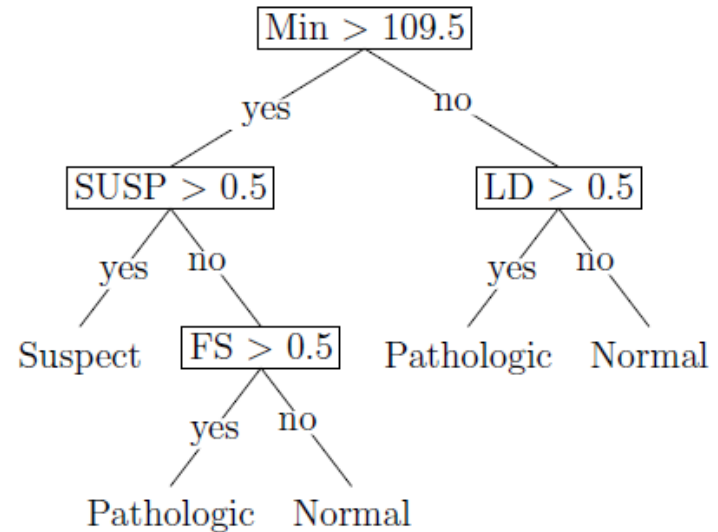 Min > 109.5
yes no
SUSP > 0.5 LD > 0.5
yes no yes no
Suspect FS > 0.5 Pathologic Normal
yes no
Pathologic Normal